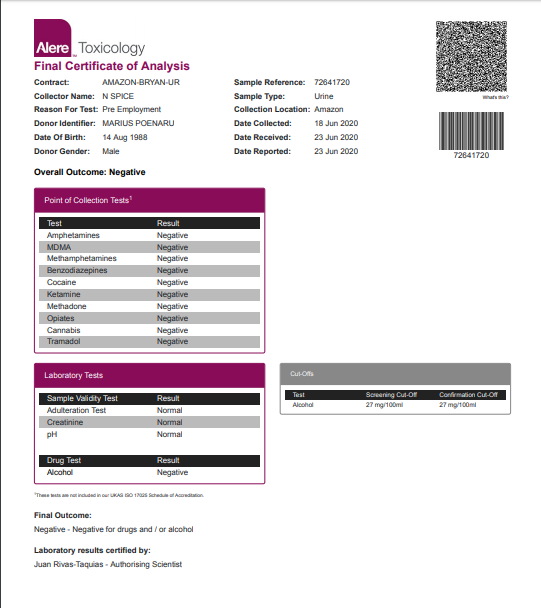 Alere Toxicology
Final Certificate of Analysis
Contract: AMAZON-BRYAN-UR
Collector Name: N SPICE
Reason For Test: Pre Employment
Donor Identifier: MARIUS POENARU
Date Of Birth: 14 Aug 1988
Donor Gender: Male
Sample Reference: 72641720
Sample Type: Urine
Collection Location: Amazon
Date Collected: 18 Jun 2020
Date Received: 23 Jun 2020
Date Reported: 23 Jun 2020
What's this?
72641720
Overall Outcome: Negative
Point of Collection Tests¹
Test Result
Amphetamines Negative
MDMA Negative
Methamphetamines Negative
Benzodiazepines Negative
Cocaine Negative
Ketamine Negative
Methadone Negative
Opiates Negative
Cannabis Negative
Tramadol Negative
Laboratory Tests
Sample Validity Test Result
Adulteration Test Normal
Creatinine Normal
pH Normal
Drug Test Result
Alcohol Negative
Cut-Offs
Test Screening Cut-Off Confirmation Cut-Off
Alcohol 27 mg/100ml 27 mg/100ml
¹These tests are not included in our UKAS ISO 17025 Schedule of Accreditation.
Final Outcome:
Negative - Negative for drugs and / or alcohol
Laboratory results certified by:
Juan Rivas-Taquias - Authorising Scientist